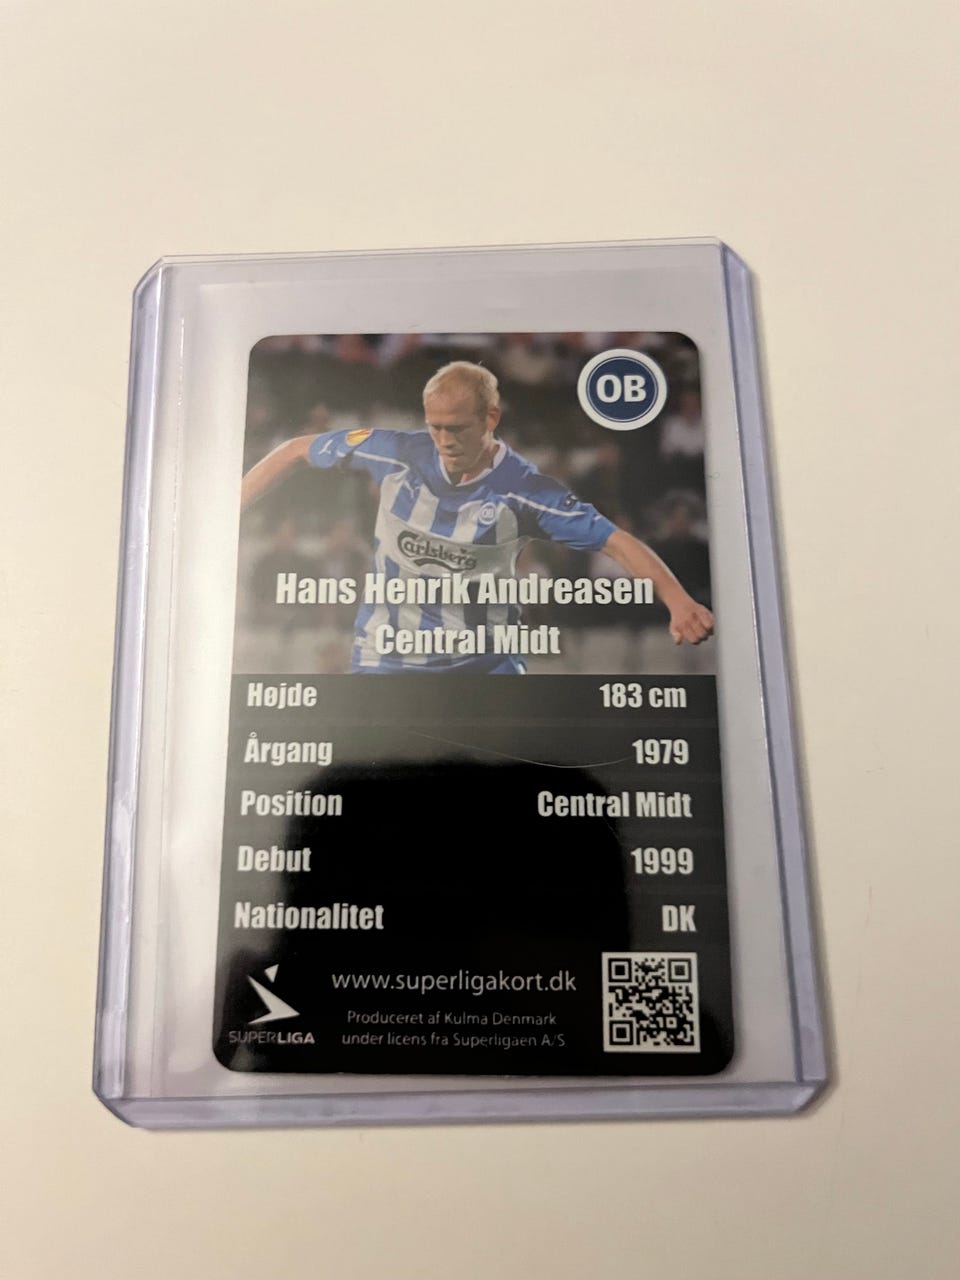 OB
OB
Carlsberg
Hans Henrik Andreasen
Central Midt
Højde 183 cm
Årgang 1979
Position Central Midt
Debut 1999
Nationalitet DK
www.superligakort.dk
Produceret af Kulma Denmark
under licens fra Superligaen A/S
SUPERLIGA